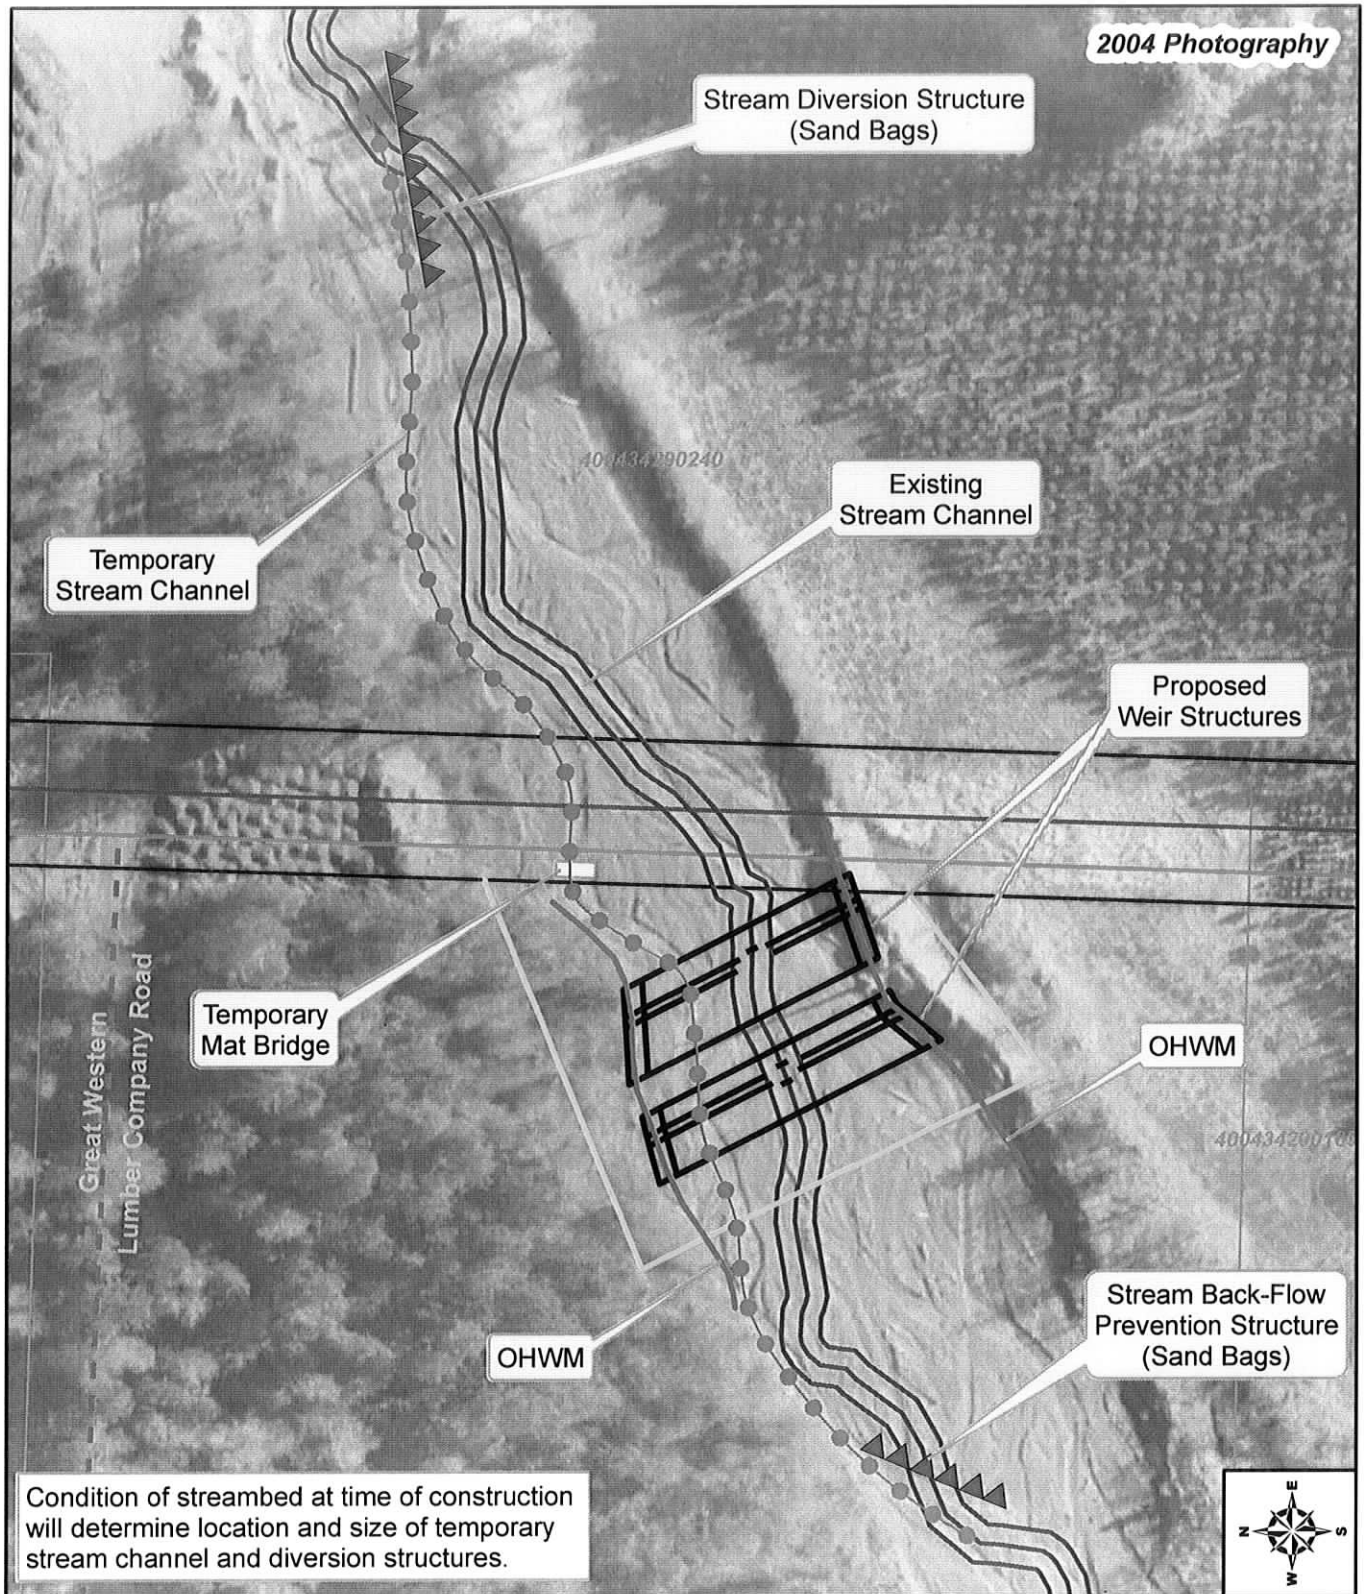 2004 Photography
Stream Diversion Structure
(Sand Bags)
400434290240
Existing
Stream Channel
Temporary
Stream Channel
Proposed
Weir Structures
Temporary
Mat Bridge
Great Western
Lumber Company Road
OHWM
OHWM
Stream Back-Flow
Prevention Structure
(Sand Bags)
Condition of streambed at time of construction
will determine location and size of temporary
stream channel and diversion structures.
E
N
S
W